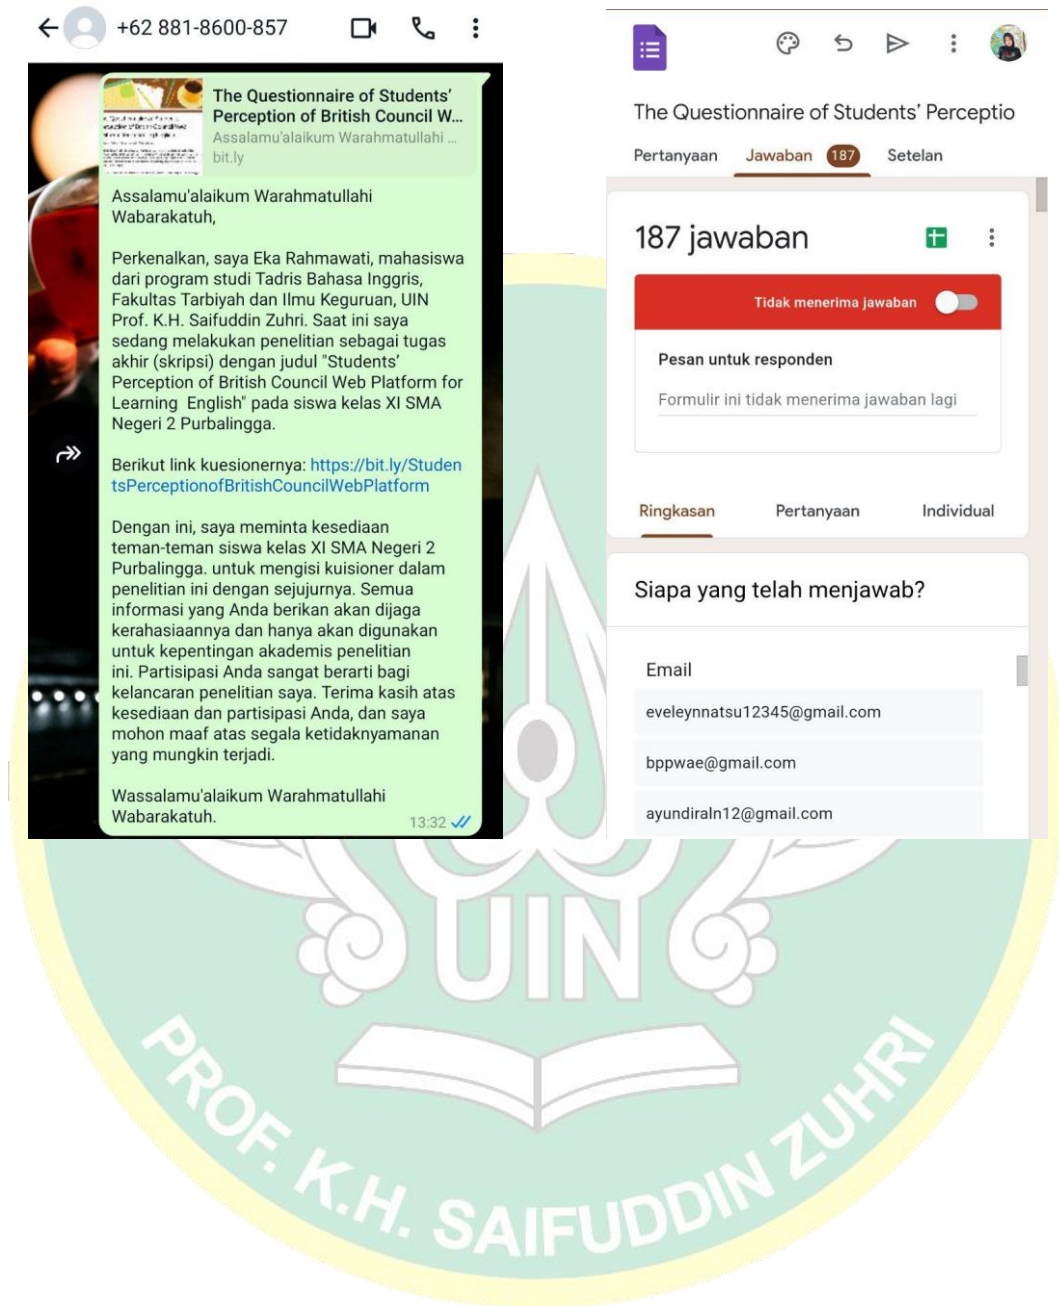 +62 881-8600-857
The Questionnaire of Students'
Perception of British Council W...
Assalamu'alaikum Warahmatullahi ...
bit.ly
Assalamu'alaikum Warahmatullahi
Wabarakatuh,
Perkenalkan, saya Eka Rahmawati, mahasiswa
dari program studi Tadris Bahasa Inggris,
Fakultas Tarbiyah dan Ilmu Keguruan, UIN
Prof. K.H. Saifuddin Zuhri. Saat ini saya
sedang melakukan penelitian sebagai tugas
akhir (skripsi) dengan judul "Students'
Perception of British Council Web Platform for
Learning  English" pada siswa kelas XI SMA
Negeri 2 Purbalingga.
Berikut link kuesionernya: https://bit.ly/Studen
tsPerceptionofBritishCouncilWebPlatform
Dengan ini, saya meminta kesediaan
teman-teman siswa kelas XI SMA Negeri 2
Purbalingga. untuk mengisi kuisioner dalam
penelitian ini dengan sejujurnya. Semua
informasi yang Anda berikan akan dijaga
kerahasiaannya dan hanya akan digunakan
untuk kepentingan akademis penelitian
ini. Partisipasi Anda sangat berarti bagi
kelancaran penelitian saya. Terima kasih atas
kesediaan dan partisipasi Anda, dan saya
mohon maaf atas segala ketidaknyamanan
yang mungkin terjadi.
Wassalamu'alaikum Warahmatullahi
Wabarakatuh.
13:32
The Questionnaire of Students' Perceptio
Pertanyaan Jawaban 187 Setelan
187 jawaban
Tidak menerima jawaban
Pesan untuk responden
Formulir ini tidak menerima jawaban lagi
Ringkasan Pertanyaan Individual
Siapa yang telah menjawab?
Email
eveleynnatsu12345@gmail.com
bppwae@gmail.com
ayundiraln12@gmail.com
UIN
PROF. K.H. SAIFUDDIN ZUHRI